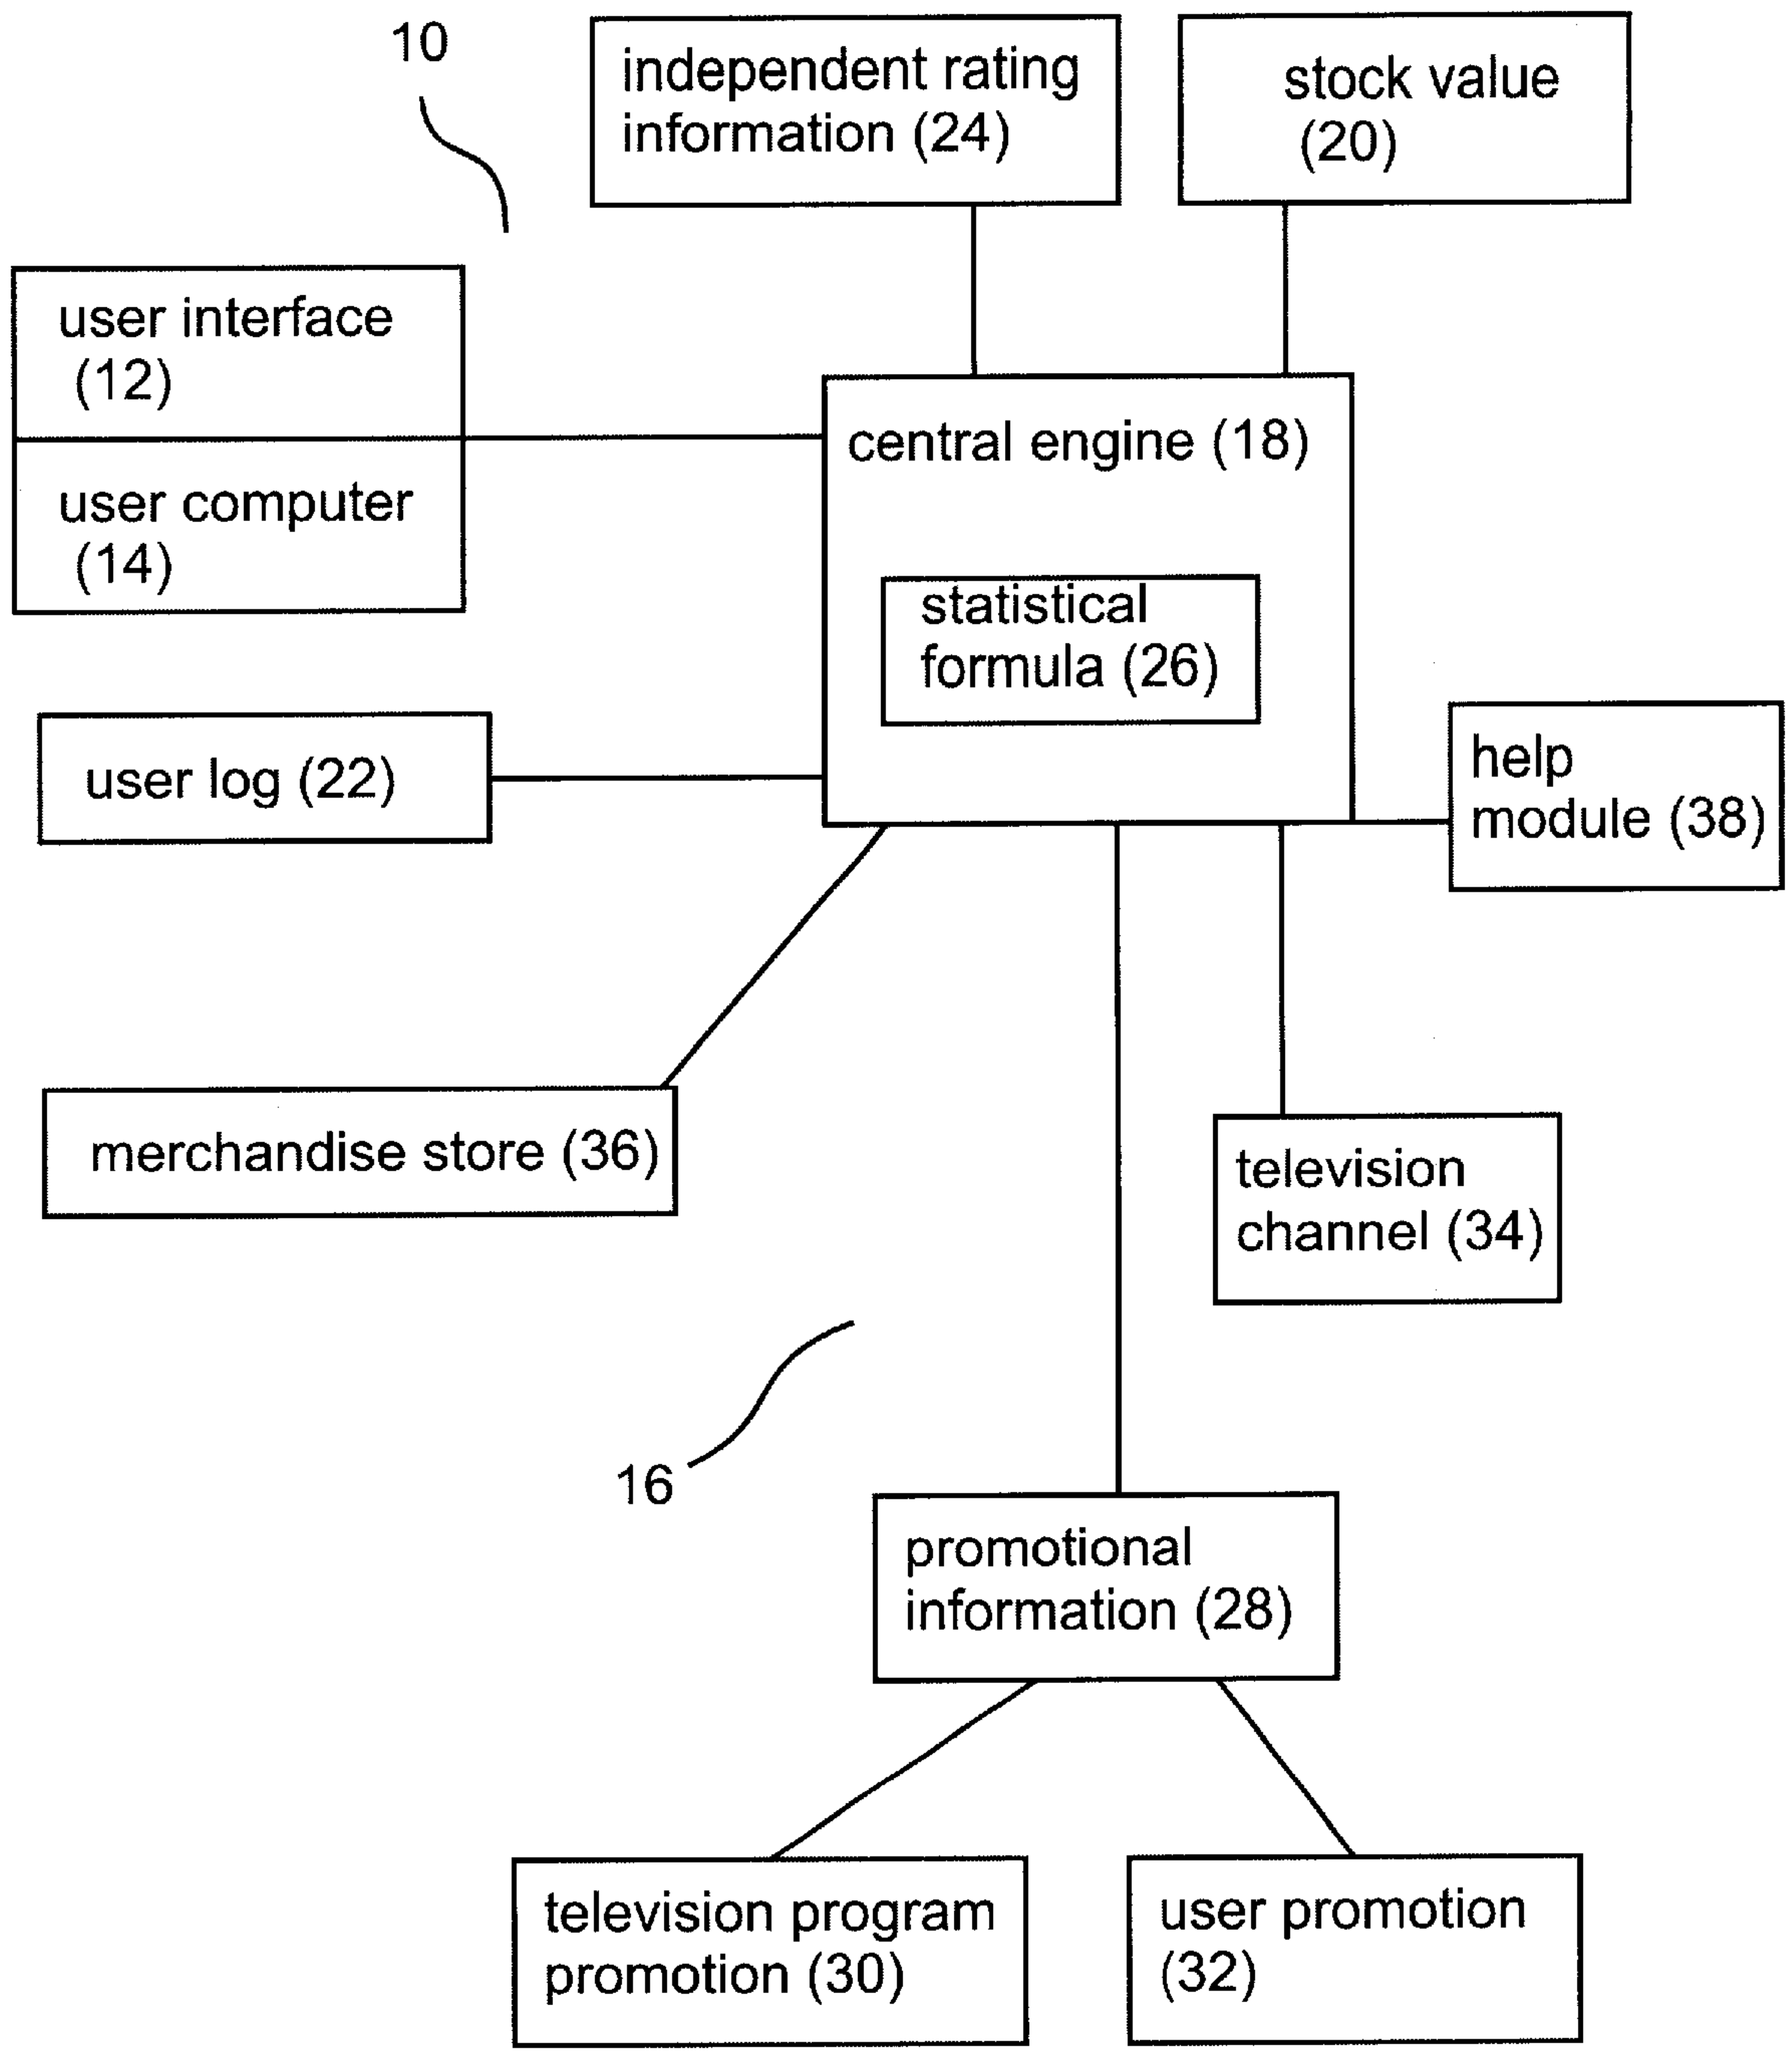 10
independent rating
information (24)
stock value
(20)
user interface
(12)
user computer
(14)
central engine (18)
statistical
formula (26)
user log (22)
help
module (38)
merchandise store (36)
television
channel (34)
16
promotional
information (28)
television program
promotion (30)
user promotion
(32)